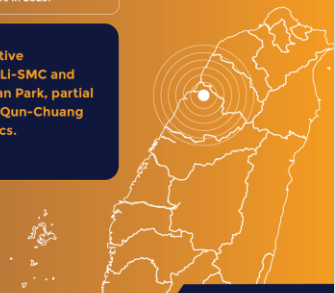 tive
Li-SMC and
an Park, partial
Qun-Chuang
cs.